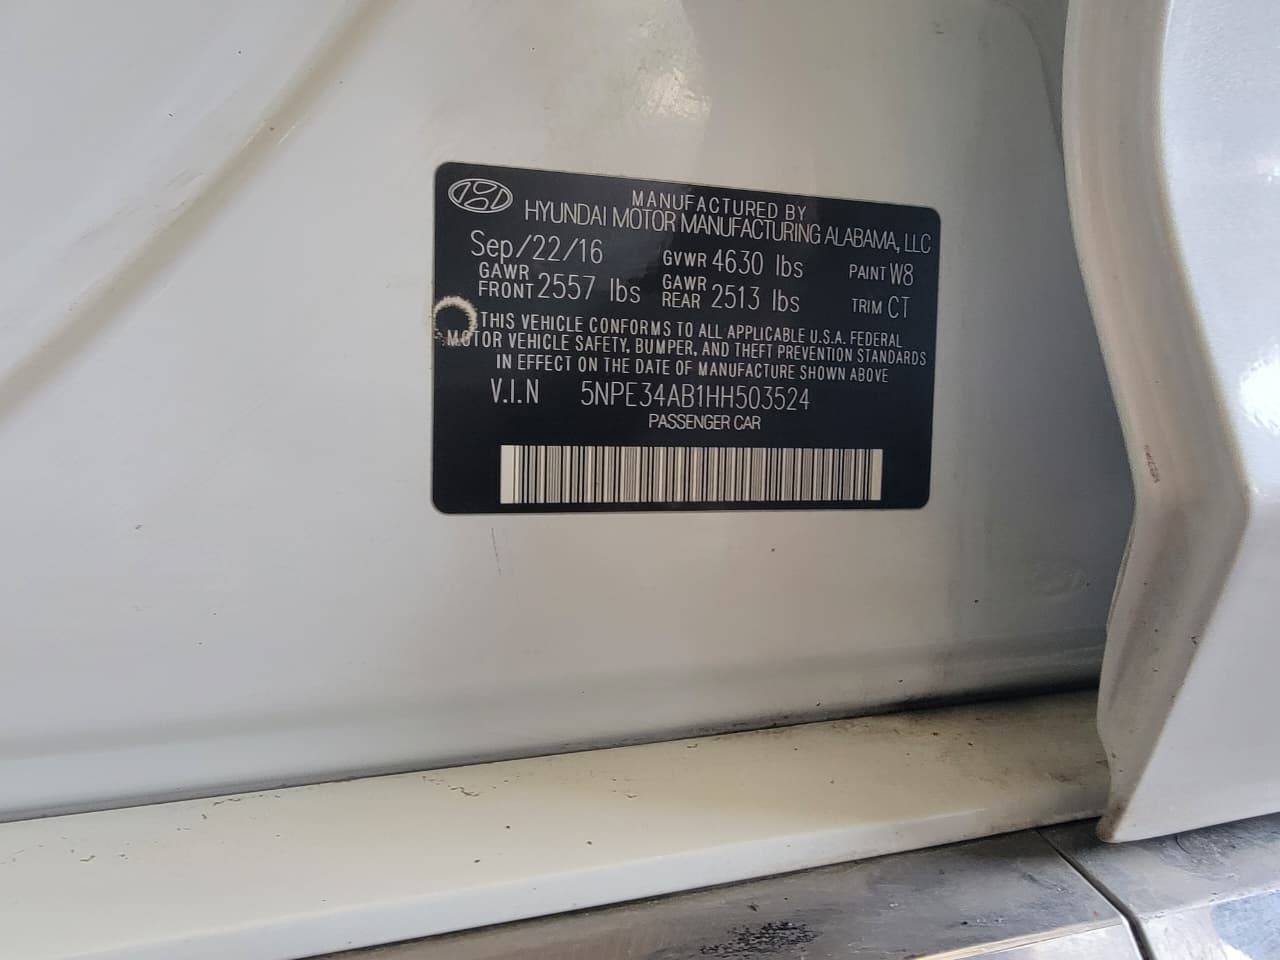 MANUFACTURED BY
HYUNDAI MOTOR MANUFACTURING ALABAMA, LLC
Sep/22/16 GVWR 4630 lbs PAINT W8
GAWR FRONT 2557 lbs GAWR REAR 2513 lbs TRIM CT
THIS VEHICLE CONFORMS TO ALL APPLICABLE U.S.A. FEDERAL
MOTOR VEHICLE SAFETY, BUMPER, AND THEFT PREVENTION STANDARDS
IN EFFECT ON THE DATE OF MANUFACTURE SHOWN ABOVE
V.I.N 5NPE34AB1HH503524
PASSENGER CAR